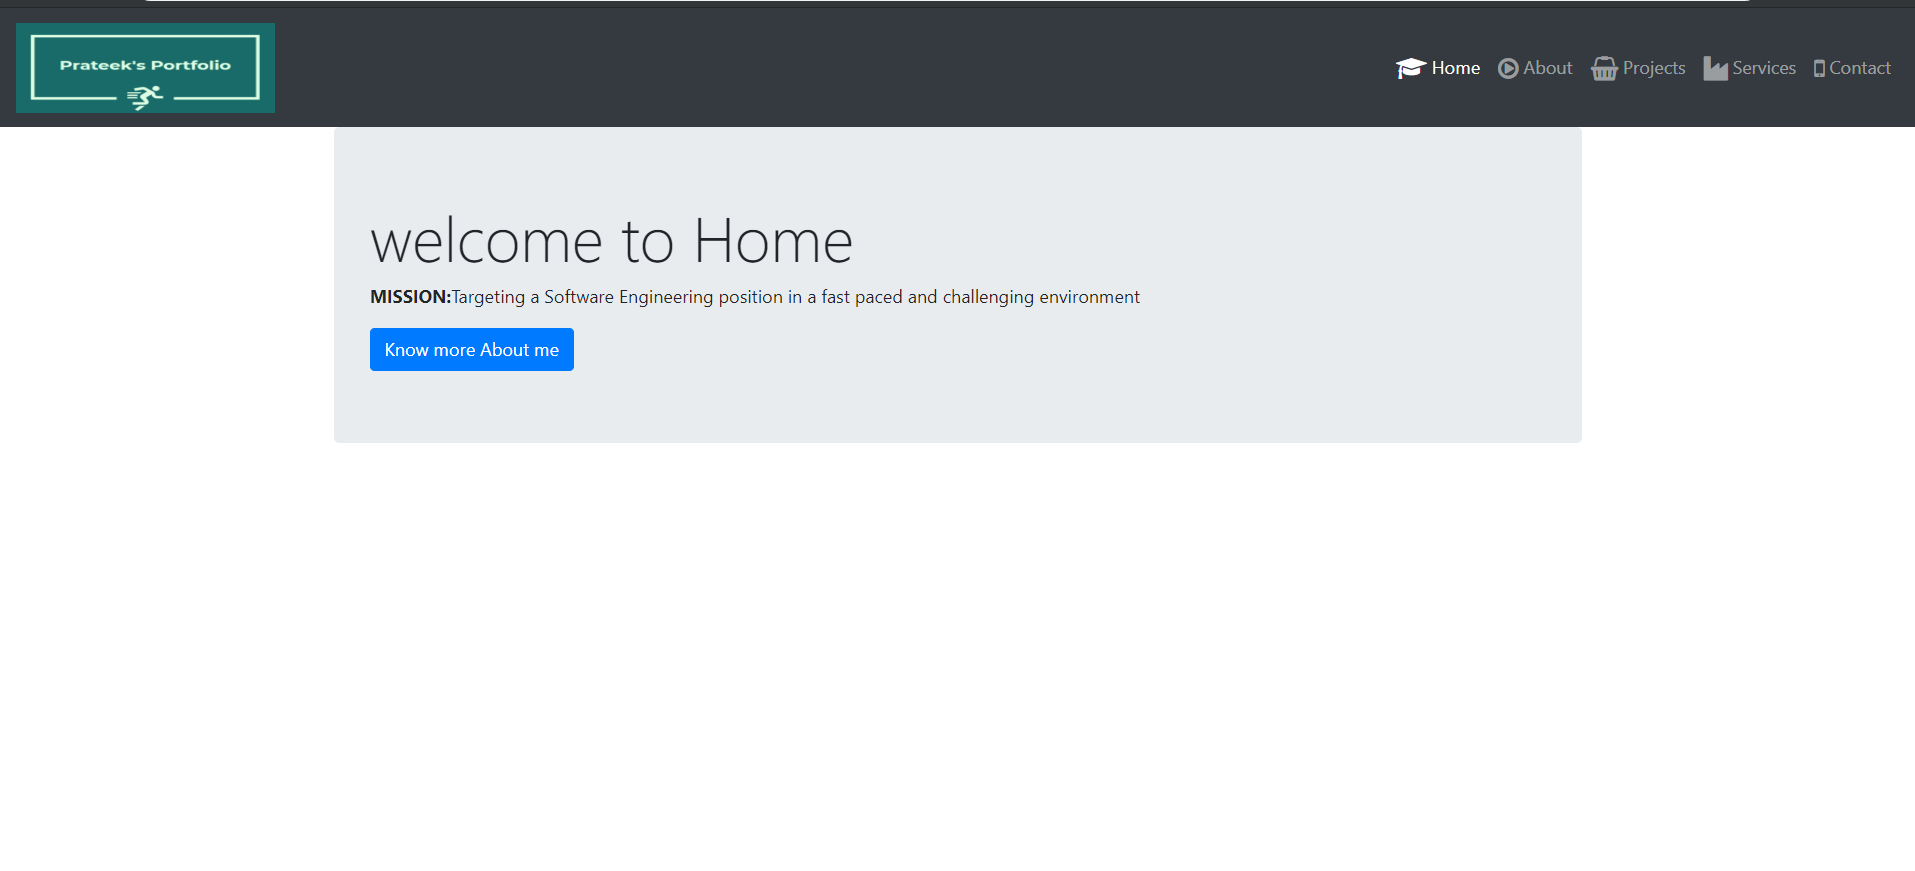 Prateek's Portfolio
Home About Projects Services Contact
welcome to Home
MISSION:Targeting a Software Engineering position in a fast paced and challenging environment
Know more About me